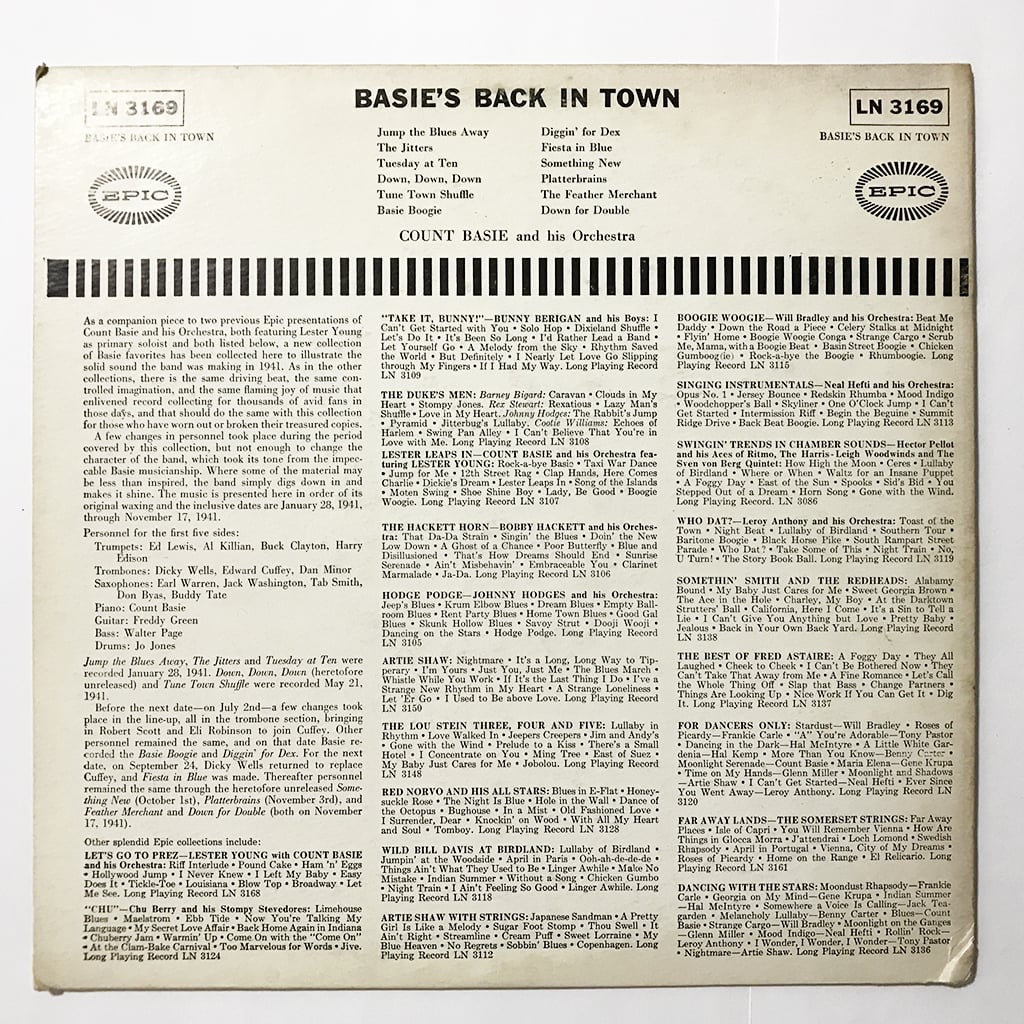 LN 3169
BASIE'S BACK IN TOWN
EPIC
BASIE'S BACK IN TOWN
Jump the Blues Away
The Jitters
Tuesday at Ten
Down, Down, Down
Tune Town Shuffle
Basie Boogie
Diggin' for Dex
Fiesta in Blue
Something New
Platterbrains
The Feather Merchant
Down for Double
COUNT BASIE and his Orchestra
LN 3169
BASIE'S BACK IN TOWN
EPIC
As a companion piece to two previous Epic presentations of
Count Basie and his Orchestra, both featuring Lester Young
as primary soloist and both listed below, a new collection
of Basie favorites has been collected here to illustrate the
solid sound the band was making in 1941. As in the other
collections, there is the same driving beat, the same con-
trolled imagination, and the same flaming joy of music that
enlivened record collecting for thousands of avid fans in
those days, and that should do the same with this collection
for those who have worn out or broken their treasured copies.
A few changes in personnel took place during the period
covered by this collection, but not enough to change the
character of the band, which took its tone from the impec-
cable Basie musicianship. Where some of the material may
be less than inspired, the band simply digs down in and
makes it shine. The music is presented here in order of its
original waxing and the inclusive dates are January 28, 1941,
through November 17, 1941.
Personnel for the first five sides:
Trumpets: Ed Lewis, Al Killian, Buck Clayton, Harry
Edison
Trombones: Dicky Wells, Edward Cuffey, Dan Minor
Saxophones: Earl Warren, Jack Washington, Tab Smith,
Don Byas, Buddy Tate
Piano: Count Basie
Guitar: Freddy Green
Bass: Walter Page
Drums: Jo Jones
Jump the Blues Away, The Jitters and Tuesday at Ten were
recorded January 28, 1941. Down, Down, Down (heretofore
unreleased) and Tune Town Shuffle were recorded May 21,
1941.
Before the next date—on July 2nd—a few changes took
place in the line-up, all in the trombone section, bringing
in Robert Scott and Eli Robinson to join Cuffey. Other
personnel remained the same, and on that date Basie re-
corded the Basie Boogie and Diggin' for Dex. For the next
date, on September 24, Dicky Wells returned to replace
Cuffey, and Fiesta in Blue was made. Thereafter personnel
remained the same through the heretofore unreleased Some-
thing New (October 1st), Platterbrains (November 3rd), and
Feather Merchant and Down for Double (both on November
17, 1941).
Other splendid Epic collections include:
LET'S GO TO PREZ—LESTER YOUNG with COUNT BASIE
and his Orchestra: Riff Interlude • Pound Cake • Ham 'n' Eggs
• Hollywood Jump • I Never Knew • I Left My Baby • Easy
Does It • Tickle-Toe • Louisiana • Blow Top • Broadway • Let
Me See. Long Playing Record LN 3168
"CHU"—Chu Berry and his Stompy Stevedores: Limehouse
Blues • Maelstrom • Ebb Tide • Now You're Talking My
Language • My Secret Love Affair • Back Home Again in Indiana
• Chuberry Jam • Warmin' Up • Come On with the "Come On"
• At the Clam-Bake Carnival • Too Marvelous for Words • Jive.
Long Playing Record LN 3124
"TAKE IT, BUNNY!"—BUNNY BERIGAN and his Boys: I
Can't Get Started with You • Solo Hop • Dixieland Shuffle •
Let's Do It • It's Been So Long • I'd Rather Lead a Band •
Let Yourself Go • A Melody from the Sky • Rhythm Saved
the World • But Definitely • I Nearly Let Love Go Slipping
through My Fingers • If I Had My Way. Long Playing Record
LN 3109
THE DUKE'S MEN: Barney Bigard: Caravan • Clouds in My
Heart • Stompy Jones. Rex Stewart: Rexatious • Lazy Man's
Shuffle • Love in My Heart. Johnny Hodges: The Rabbit's Jump
• Pyramid • Jitterbug's Lullaby. Cootie Williams: Echoes of
Harlem • Swing Pan Alley • I Can't Believe That You're in
Love with Me. Long Playing Record LN 3108
LESTER LEAPS IN—COUNT BASIE and his Orchestra fea-
turing LESTER YOUNG: Rock-a-bye Basie • Taxi War Dance
• Jump for Me • 12th Street Rag • Clap Hands, Here Comes
Charlie • Dickie's Dream • Lester Leaps In • Song of the Islands
• Moten Swing • Shoe Shine Boy • Lady, Be Good • Boogie
Woogie. Long Playing Record LN 3107
THE HACKETT HORN—BOBBY HACKETT and his Orches-
tra: That Da-Da Strain • Singin' the Blues • Doin' the New
Low Down • A Ghost of a Chance • Poor Butterfly • Blue and
Disillusioned • That's How Dreams Should End • Sunrise
Serenade • Ain't Misbehavin' • Embraceable You • Clarinet
Marmalade • Ja-Da. Long Playing Record LN 3106
HODGE PODGE—JOHNNY HODGES and his Orchestra:
Jeep's Blues • Krum Elbow Blues • Dream Blues • Empty Ball-
room Blues • Rent Party Blues • Home Town Blues • Good Gal
Blues • Skunk Hollow Blues • Savoy Strut • Dooji Wooji •
Dancing on the Stars • Hodge Podge. Long Playing Record
LN 3105
ARTIE SHAW: Nightmare • It's a Long, Long Way to Tip-
perary • I'm Yours • Just You, Just Me • The Blues March •
Whistle While You Work • If It's the Last Thing I Do • I've a
Strange New Rhythm in My Heart • A Strange Loneliness •
Let 'Er Go • I Used to Be above Love. Long Playing Record
LN 3150
THE LOU STEIN THREE, FOUR AND FIVE: Lullaby in
Rhythm • Love Walked In • Jeepers Creepers • Jim and Andy's
• Gone with the Wind • Prelude to a Kiss • There's a Small
Hotel • I Concentrate on You • Ming Tree • East of Suez •
My Baby Just Cares for Me • Jobolou. Long Playing Record
LN 3148
RED NORVO AND HIS ALL STARS: Blues in E-Flat • Honey-
suckle Rose • The Night Is Blue • Hole in the Wall • Dance of
the Octopus • Bughouse • In a Mist • Old Fashioned Love •
I Surrender, Dear • Knockin' on Wood • With All My Heart
and Soul • Tomboy. Long Playing Record LN 3128
WILD BILL DAVIS AT BIRDLAND: Lullaby of Birdland •
Jumpin' at the Woodside • April in Paris • Ooh-ah-de-de-de •
Things Ain't What They Used to Be • Linger Awhile • Make No
Mistake • Indian Summer • Without a Song • Chicken Gumbo
• Night Train • I Ain't Feeling So Good • Linger Awhile. Long
Playing Record LN 3118
ARTIE SHAW WITH STRINGS: Japanese Sandman • A Pretty
Girl Is Like a Melody • Sugar Foot Stomp • Thou Swell • It
Ain't Right • Streamline • Cream Puff • Sweet Lorraine • My
Blue Heaven • No Regrets • Sobbin' Blues • Copenhagen. Long
Playing Record LN 3112
BOOGIE WOOGIE—Will Bradley and his Orchestra: Beat Me
Daddy • Down the Road a Piece • Celery Stalks at Midnight
• Flyin' Home • Boogie Woogie Conga • Strange Cargo • Scrub
Me, Mama, with a Boogie Beat • Basin Street Boogie • Chicken
Gumboog(ie) • Rock-a-bye the Boogie • Rhumboogie. Long
Playing Record LN 3115
SINGING INSTRUMENTALS—Neal Hefti and his Orchestra:
Opus No. 1 • Jersey Bounce • Redskin Rhumba • Mood Indigo
• Woodchopper's Ball • Skyliner • One O'Clock Jump • I Can't
Get Started • Intermission Riff • Begin the Beguine • Summit
Ridge Drive • Back Beat Boogie. Long Playing Record LN 3113
SWINGIN' TRENDS IN CHAMBER SOUNDS—Hector Pellot
and his Aces of Ritmo, The Harris-Leigh Woodwinds and The
Sven von Berg Quintet: How High the Moon • Ceres • Lullaby
of Birdland • Where or When • Waltz for an Insane Puppet
• A Foggy Day • East of the Sun • Spooks • Sid's Bid • You
Stepped Out of a Dream • Horn Song • Gone with the Wind.
Long Playing Record LN. 3086
WHO DAT?—Leroy Anthony and his Orchestra: Toast of the
Town • Night Beat • Lullaby of Birdland • Southern Tour •
Baritone Boogie • Black Horse Pike • South Rampart Street
Parade • Who Dat? • Take Some of This • Night Train • No,
U Turn! • The Story Book Ball. Long Playing Record LN 3119
SOMETHIN' SMITH AND THE REDHEADS: Alabamy
Bound • My Baby Just Cares for Me • Sweet Georgia Brown •
The Ace in the Hole • Charley, My Boy • At the Darktown
Strutters' Ball • California, Here I Come • It's a Sin to Tell a
Lie • I Can't Give You Anything but Love • Pretty Baby •
Jealous • Back in Your Own Back Yard. Long Playing Record
LN 3138
THE BEST OF FRED ASTAIRE: A Foggy Day • They All
Laughed • Cheek to Cheek • I Can't Be Bothered Now • They
Can't Take That Away from Me • A Fine Romance • Let's Call
the Whole Thing Off • Slap that Bass • Change Partners •
Things Are Looking Up • Nice Work If You Can Get It • Dig
It. Long Playing Record LN 3137
FOR DANCERS ONLY: Stardust—Will Bradley • Roses of
Picardy—Frankie Carle • "A" You're Adorable—Tony Pastor
• Dancing in the Dark—Hal McIntyre • A Little White Gar-
denia—Hal Kemp • More Than You Know—Benny Carter •
Moonlight Serenade—Count Basie • Maria Elena—Gene Krupa
• Time on My Hands—Glenn Miller • Moonlight and Shadows
—Artie Shaw • I Can't Get Started—Neal Hefti • Ever Since
You Went Away—Leroy Anthony. Long Playing Record LN
3120
FAR AWAY LANDS—THE SOMERSET STRINGS: Far Away
Places • Isle of Capri • You Will Remember Vienna • How Are
Things in Glocca Morra • J'attendrai • Loch Lomond • Swedish
Rhapsody • April in Portugal • Vienna, City of My Dreams •
Roses of Picardy • Home on the Range • El Relicario. Long
Playing Record LN 3161
DANCING WITH THE STARS: Moondust Rhapsody—Frankie
Carle • Georgia on My Mind—Gene Krupa • Indian Summer
—Hal McIntyre • Somewhere a Voice Is Calling—Jack Tea-
garden • Melancholy Lullaby—Benny Carter • Blues—Count
Basie • Strange Cargo—Will Bradley • Moonlight on the Ganges
—Glenn Miller • Mood Indigo—Neal Hefti • Rollin' Rock—
Leroy Anthony • I Wonder, I Wonder, I Wonder—Tony Pastor
• Nightmare—Artie Shaw. Long Playing Record LN 3136